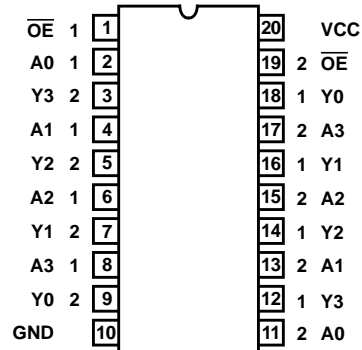 O̅E̅ 1 1 20 VCC
A0 1 2 19 2 O̅E̅
Y3 2 3 18 1 Y0
A1 1 4 17 2 A3
Y2 2 5 16 1 Y1
A2 1 6 15 2 A2
Y1 2 7 14 1 Y2
A3 1 8 13 2 A1
Y0 2 9 12 1 Y3
GND 10 11 2 A0